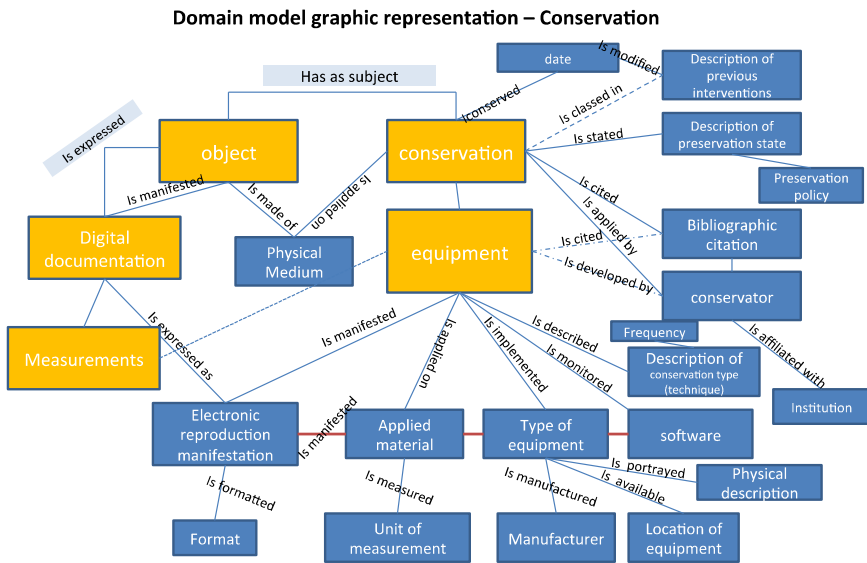 Domain model graphic representation – Conservation
Has as subject
date
Is modified
Description of
previous
interventions
Is expressed
Iconserved
Is classed in
object
conservation
Is stated
Description of
preservation state
Is manifested
Is made of
Is applied on
Preservation
policy
Is cited
Is applied by
Digital
documentation
Physical
Medium
equipment
Is cited
Bibliographic
citation
Is developed by
conservator
Measurements
Is expressed as
Is manifested
Is applied on
Is implemented
Is described
Is monitored
Frequency
Is affiliated with
Description of
conservation type
(technique)
Institution
Electronic
reproduction
manifestation
Is manifested
Applied
material
Type of
equipment
software
Is formatted
Is measured
Is manufactured
Is portrayed
Is available
Physical
description
Format
Unit of
measurement
Manufacturer
Location of
equipment